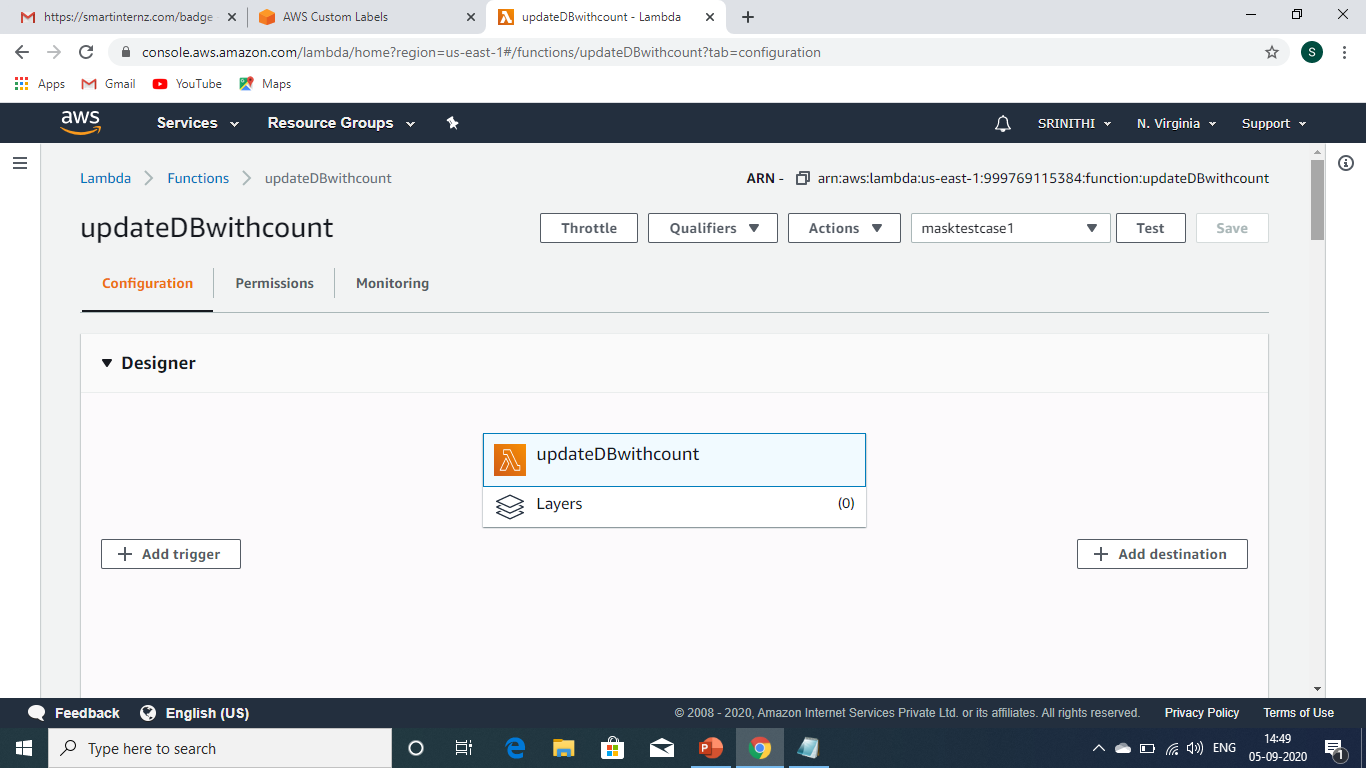 https://smartinternz.com/badge
AWS Custom Labels
updateDBwithcount - Lambda
console.aws.amazon.com/lambda/home?region=us-east-1#/functions/updateDBwithcount?tab=configuration
S
Apps Gmail YouTube Maps
aws Services Resource Groups SRINITHI N. Virginia Support
Lambda Functions updateDBwithcount ARN - arn:aws:lambda:us-east-1:999769115384:function:updateDBwithcount
updateDBwithcount Throttle Qualifiers Actions masktestcase1 Test Save
Configuration Permissions Monitoring
Designer
updateDBwithcount
Layers (0)
Add trigger Add destination
Feedback English (US) © 2008 - 2020, Amazon Internet Services Private Ltd. or its affiliates. All rights reserved. Privacy Policy Terms of Use
Type here to search ENG 14:49
05-09-2020
1